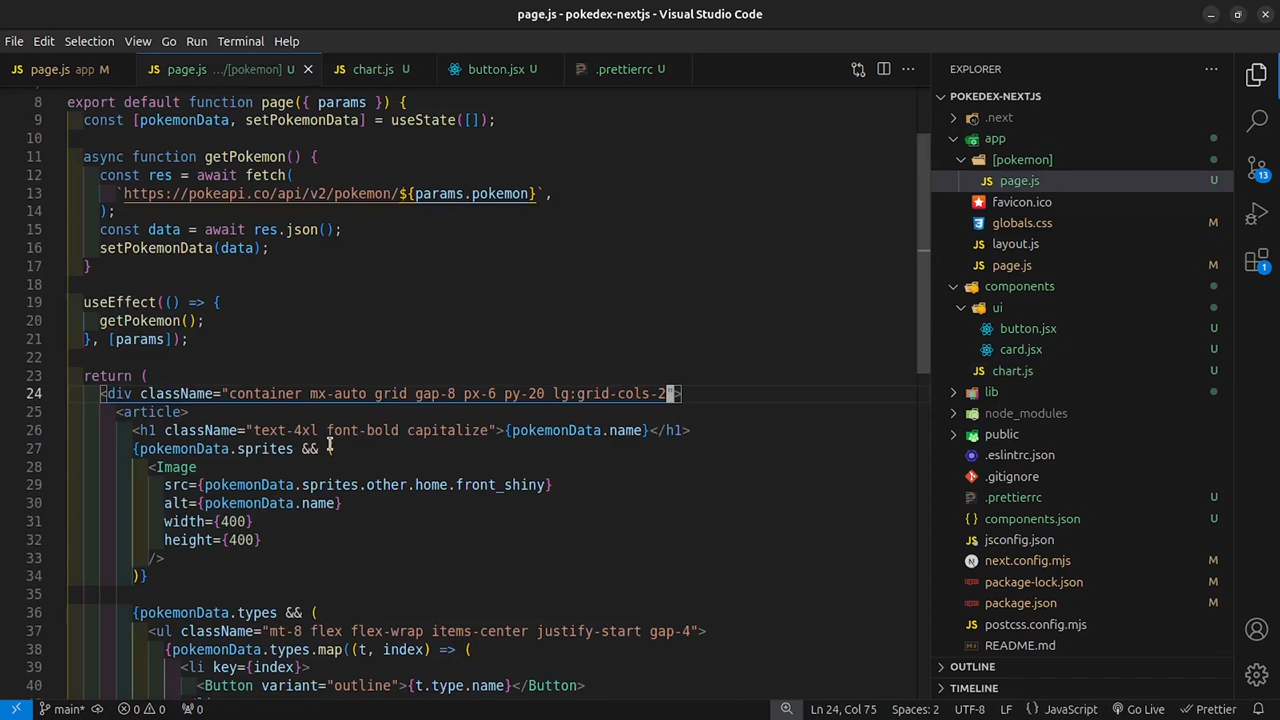 page.js - pokedex-nextjs - Visual Studio Code
File Edit Selection View Go Run Terminal Help
JS page.js app M
JS page.js .../[pokemon] U
JS chart.js U
button.jsx U
.prettierrc U
8 export default function page({ params }) {
9 const [pokemonData, setPokemonData] = useState([]);
10
11 async function getPokemon() {
12 const res = await fetch(
13 `https://pokeapi.co/api/v2/pokemon/${params.pokemon}`,
14 );
15 const data = await res.json();
16 setPokemonData(data);
17 }
18
19 useEffect(() => {
20 getPokemon();
21 }, [params]);
22
23 return (
24 <div className="container mx-auto grid gap-8 px-6 py-20 lg:grid-cols-2">
25 <article>
26 <h1 className="text-4xl font-bold capitalize">{pokemonData.name}</h1>
27 {pokemonData.sprites &&
28 <Image
29 src={pokemonData.sprites.other.home.front_shiny}
30 alt={pokemonData.name}
31 width={400}
32 height={400}
33 />
34 )}
35
36 {pokemonData.types && (
37 <ul className="mt-8 flex flex-wrap items-center justify-start gap-4">
38 {pokemonData.types.map((t, index) => (
39 <li key={index}>
40 <Button variant="outline">{t.type.name}</Button>
EXPLORER
POKEDEX-NEXTJS
.next
app
[pokemon]
JS page.js U
favicon.ico
globals.css M
JS layout.js
JS page.js M
components
ui
button.jsx U
card.jsx U
JS chart.js U
lib
node_modules
public
.eslintrc.json
.gitignore
.prettierrc U
components.json U
JS jsconfig.json
next.config.mjs M
package-lock.json M
package.json M
JS postcss.config.mjs
README.md
OUTLINE
TIMELINE
13
1
main* 0 0 0 Ln 24, Col 75 Spaces: 2 UTF-8 LF JavaScript Go Live Prettier